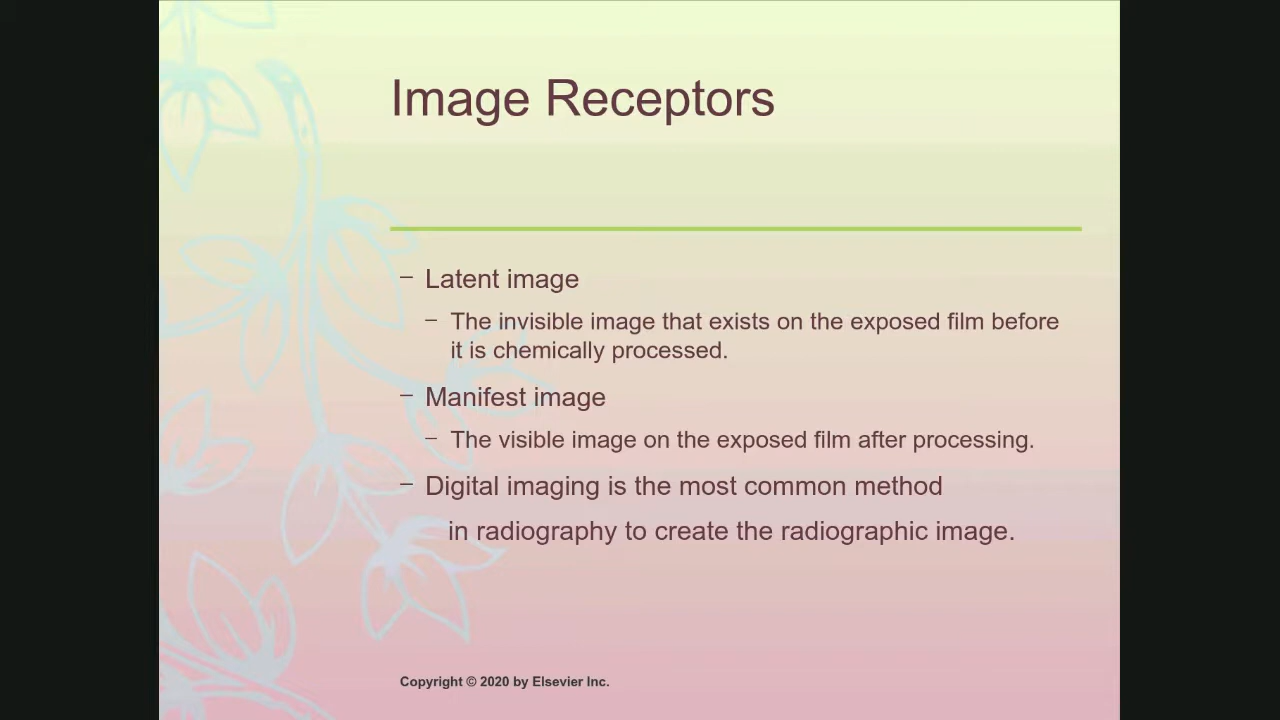 Image Receptors
– Latent image
– The invisible image that exists on the exposed film before
it is chemically processed.
– Manifest image
– The visible image on the exposed film after processing.
– Digital imaging is the most common method
in radiography to create the radiographic image.
Copyright © 2020 by Elsevier Inc.